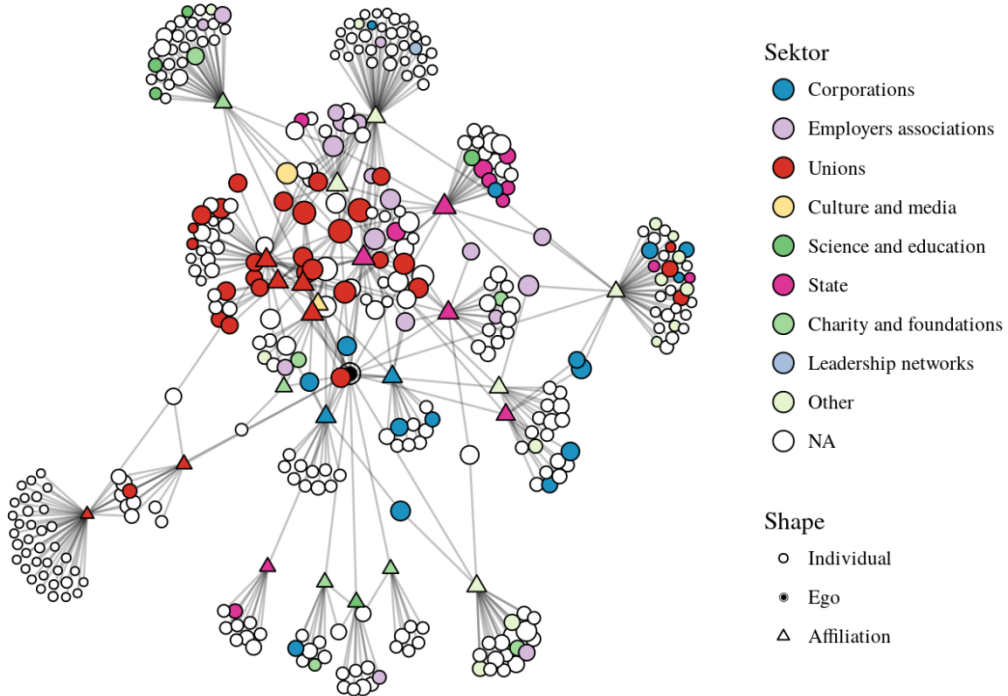 Sektor
Corporations
Employers associations
Unions
Culture and media
Science and education
State
Charity and foundations
Leadership networks
Other
NA
Shape
Individual
Ego
Affiliation